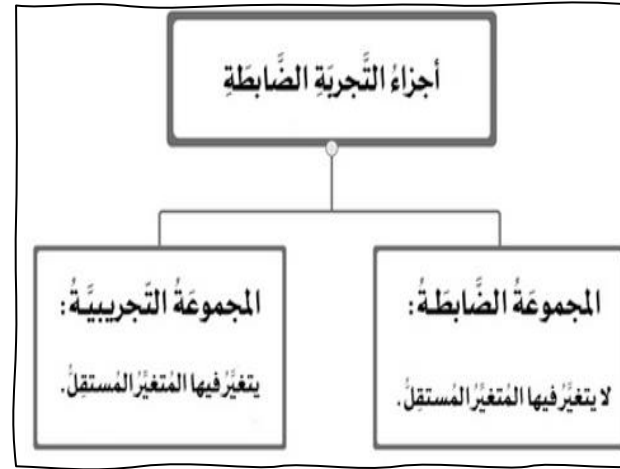 أجزاءُ التَّجرِبَةِ الضَّابطَةِ
المجموعَةُ الضَّابطَةُ:
لا يتغيَّرُ فيها المُتغيِّرُ المُستقِلُّ.
المجموعَةُ التّجريبيَّةُ:
يتغيَّرُ فيها المُتغيِّرُ المُستقِلُّ.